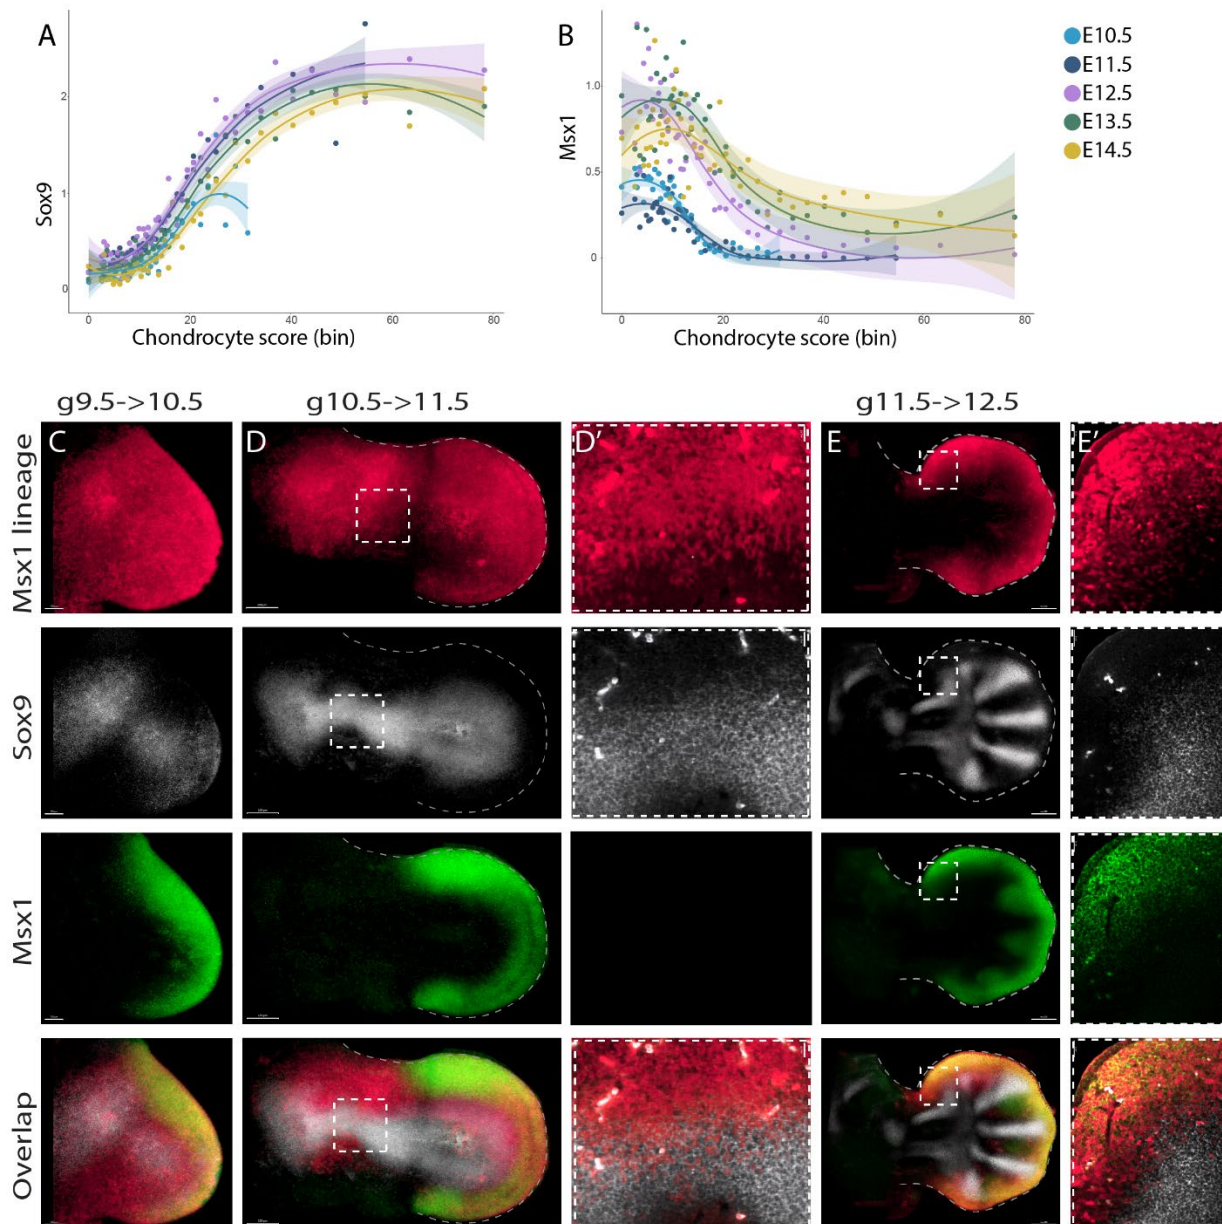 A
B
E10.5
E11.5
E12.5
E13.5
E14.5
Sox9
2
1
0
0
20
40
60
80
Chondrocyte score (bin)
Msx1
1.0
0.5
0
0
20
40
60
80
Chondrocyte score (bin)
g9.5->10.5
g10.5->11.5
g11.5->12.5
Msx1 lineage
C
D
D'
E
E'
Sox9
Msx1
Overlap